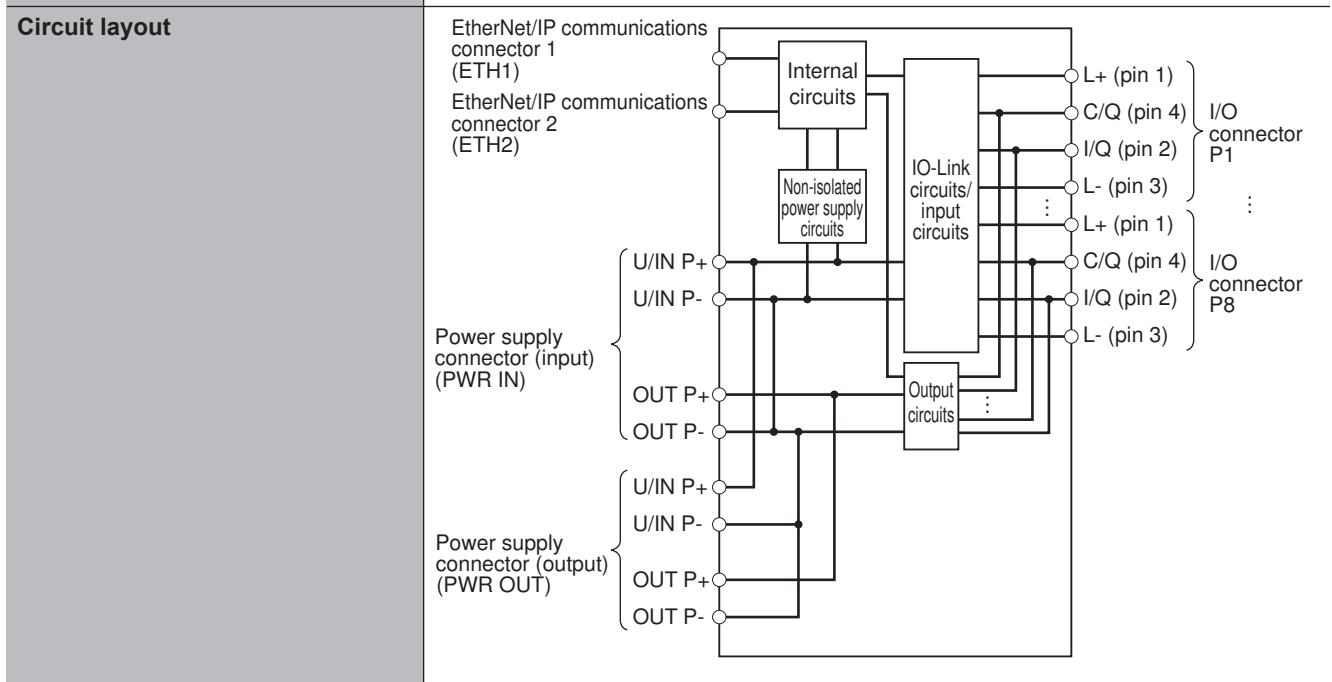 Circuit layout
EtherNet/IP communications
connector 1
(ETH1)
EtherNet/IP communications
connector 2
(ETH2)
Internal
circuits
Non-isolated
power supply
circuits
IO-Link
circuits/
input
circuits
Output
circuits
Power supply
connector (input)
(PWR IN)
U/IN P+
U/IN P-
OUT P+
OUT P-
Power supply
connector (output)
(PWR OUT)
U/IN P+
U/IN P-
OUT P+
OUT P-
L+ (pin 1)
C/Q (pin 4)
I/Q (pin 2)
L- (pin 3)
I/O
connector
P1
L+ (pin 1)
C/Q (pin 4)
I/Q (pin 2)
L- (pin 3)
I/O
connector
P8